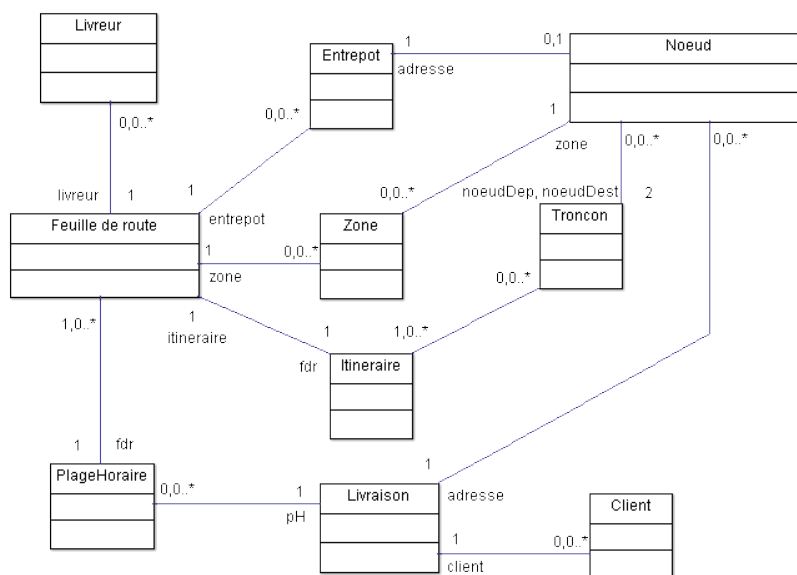 Livreur
Entrepot
1
0,1
Noeud
adresse
0,0..*
0,0..*
1
zone
0,0..*
0,0..*
livreur
1
1
entrepot
0,0..*
noeudDep, noeudDest
2
Feuille de route
Zone
Troncon
1
0,0..*
zone
0,0..*
1,0..*
1
itineraire
1
1,0..*
fdr
Itineraire
1
fdr
1
PlageHoraire
0,0..*
1
pH
Livraison
adresse
Client
1
0,0..*
client